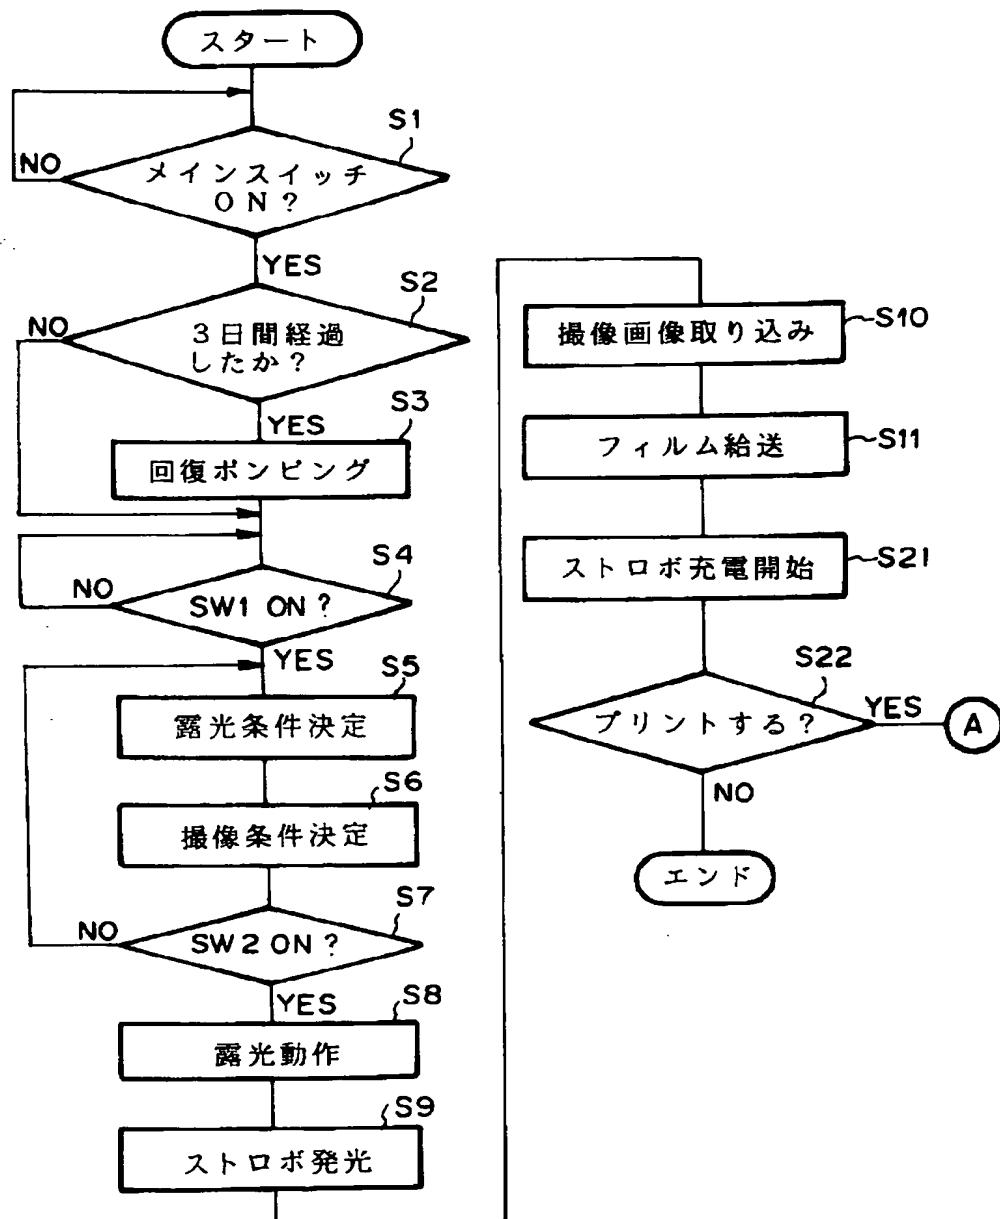 スタート
S1
NO
メインスイッチ
ON?
YES
S2
NO
3日間経過
したか?
S3
YES
回復ポンピング
S4
NO
SW1 ON?
YES
S5
露光条件決定
S6
撮像条件決定
S7
NO
SW2 ON?
YES
S8
露光動作
S9
ストロボ発光
撮像画像取り込み
S10
フィルム給送
S11
ストロボ充電開始
S21
S22
プリントする?
YES
A
NO
エンド